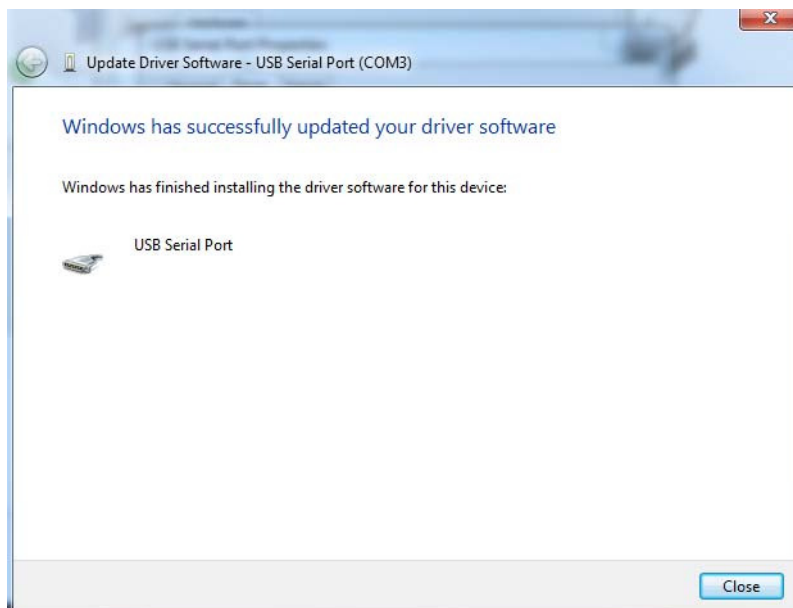 Update Driver Software - USB Serial Port (COM3)
Windows has successfully updated your driver software
Windows has finished installing the driver software for this device:
USB Serial Port
Close